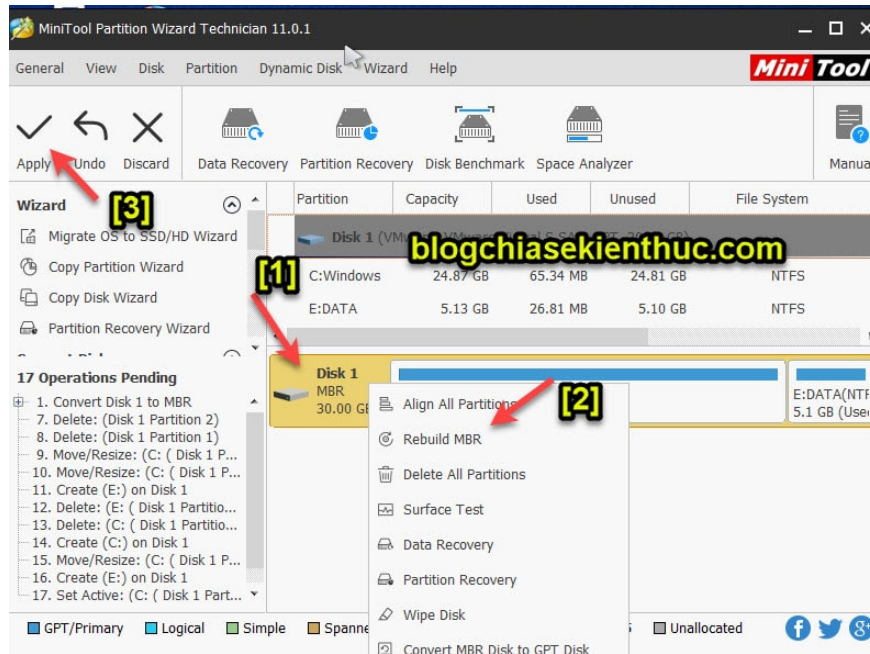 MiniTool Partition Wizard Technician 11.0.1
General View Disk Partition Dynamic Disk Wizard Help
Mini Tool
Apply Undo Discard Data Recovery Partition Recovery Disk Benchmark Space Analyzer Manua
[3]
Wizard
Migrate OS to SSD/HD Wizard
Copy Partition Wizard
Copy Disk Wizard
Partition Recovery Wizard
17 Operations Pending
1. Convert Disk 1 to MBR
7. Delete: (Disk 1 Partition 2)
8. Delete: (Disk 1 Partition 1)
9. Move/Resize: (C: ( Disk 1 P...
10. Move/Resize: (C: ( Disk 1 P...
11. Create (E:) on Disk 1
12. Delete: (E: ( Disk 1 Partitio...
13. Delete: (C: ( Disk 1 Partitio...
14. Create (C:) on Disk 1
15. Move/Resize: (C: ( Disk 1 P...
16. Create (E:) on Disk 1
17. Set Active: (C: ( Disk 1 Part...
Partition Capacity Used Unused File System
Disk 1
blogchiasekienthuc.com
[1]
C:Windows 24.87 GB 65.34 MB 24.81 GB NTFS
E:DATA 5.13 GB 26.81 MB 5.10 GB NTFS
Disk 1
MBR
30.00 GB
E:DATA(NTF
5.1 GB (Use
[2]
Align All Partitions
Rebuild MBR
Delete All Partitions
Surface Test
Data Recovery
Partition Recovery
Wipe Disk
Convert MBR Disk to GPT Disk
GPT/Primary Logical Simple Spanne Unallocated